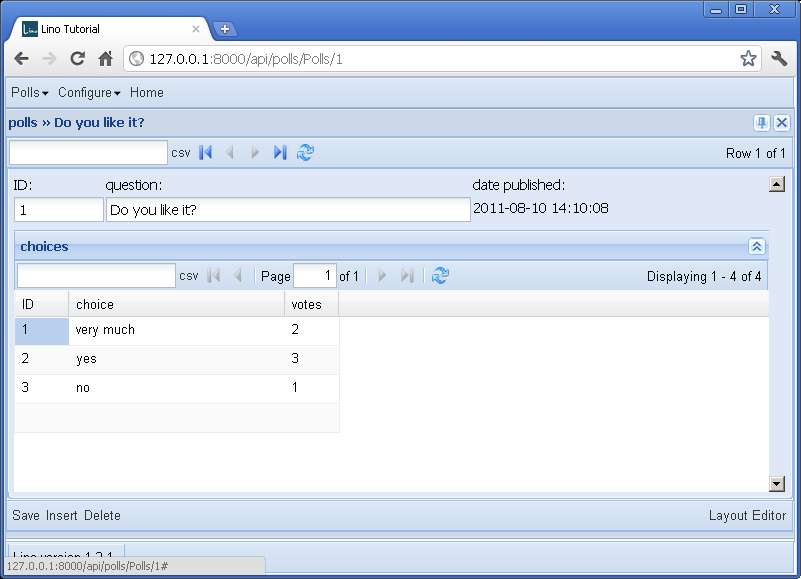 Lino Tutorial
127.0.0.1:8000/api/polls/Polls/1
Polls Configure Home
polls » Do you like it?
csv Row 1 of 1
ID: question: date published:
1 Do you like it? 2011-08-10 14:10:08
choices
csv Page 1 of 1 Displaying 1 - 4 of 4
ID choice votes
1 very much 2
2 yes 3
3 no 1
Save Insert Delete Layout Editor
Lino version 1.2.1
127.0.0.1:8000/api/polls/Polls/1#